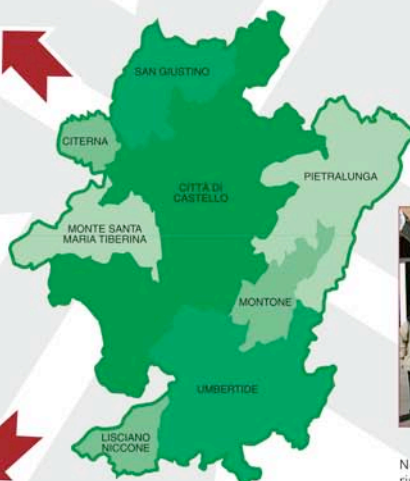 SAN GIUSTINO
CITERNA
CITTÀ DI
CASTELLO
PIETRALUNGA
MONTE SANTA
MARIA TIBERINA
MONTONE
UMBERTIDE
LISCIANO
NICCONE